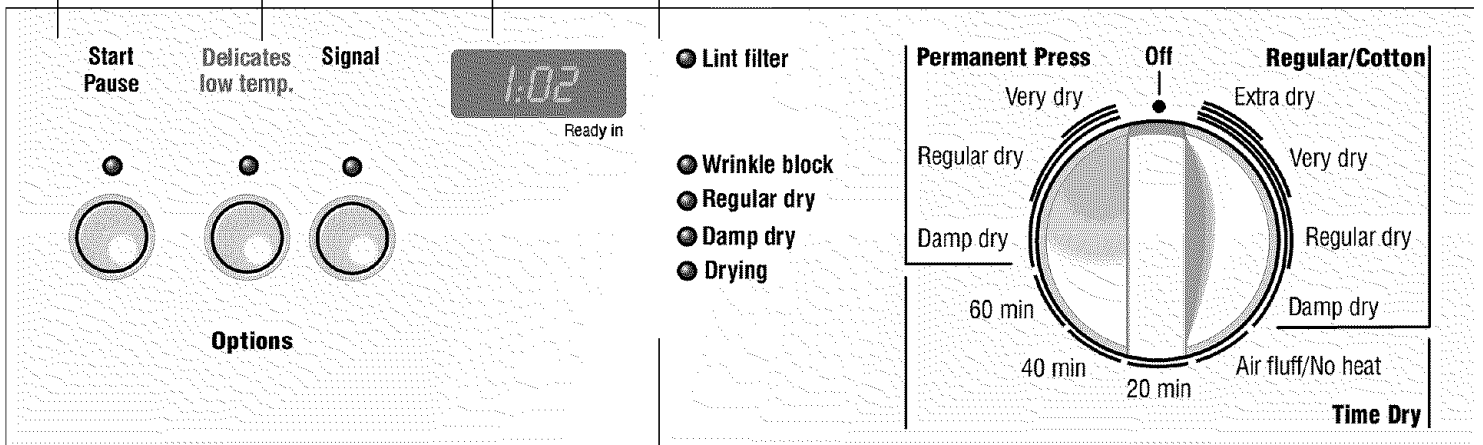 Start
Pause
Delicates
low temp.
Signal
1:02
Ready in
Options
Lint filter
Wrinkle block
Regular dry
Damp dry
Drying
Permanent Press
Off
Regular/Cotton
Very dry
Extra dry
Regular dry
Very dry
Damp dry
Regular dry
60 min
Damp dry
40 min
20 min
Air fluff/No heat
Time Dry